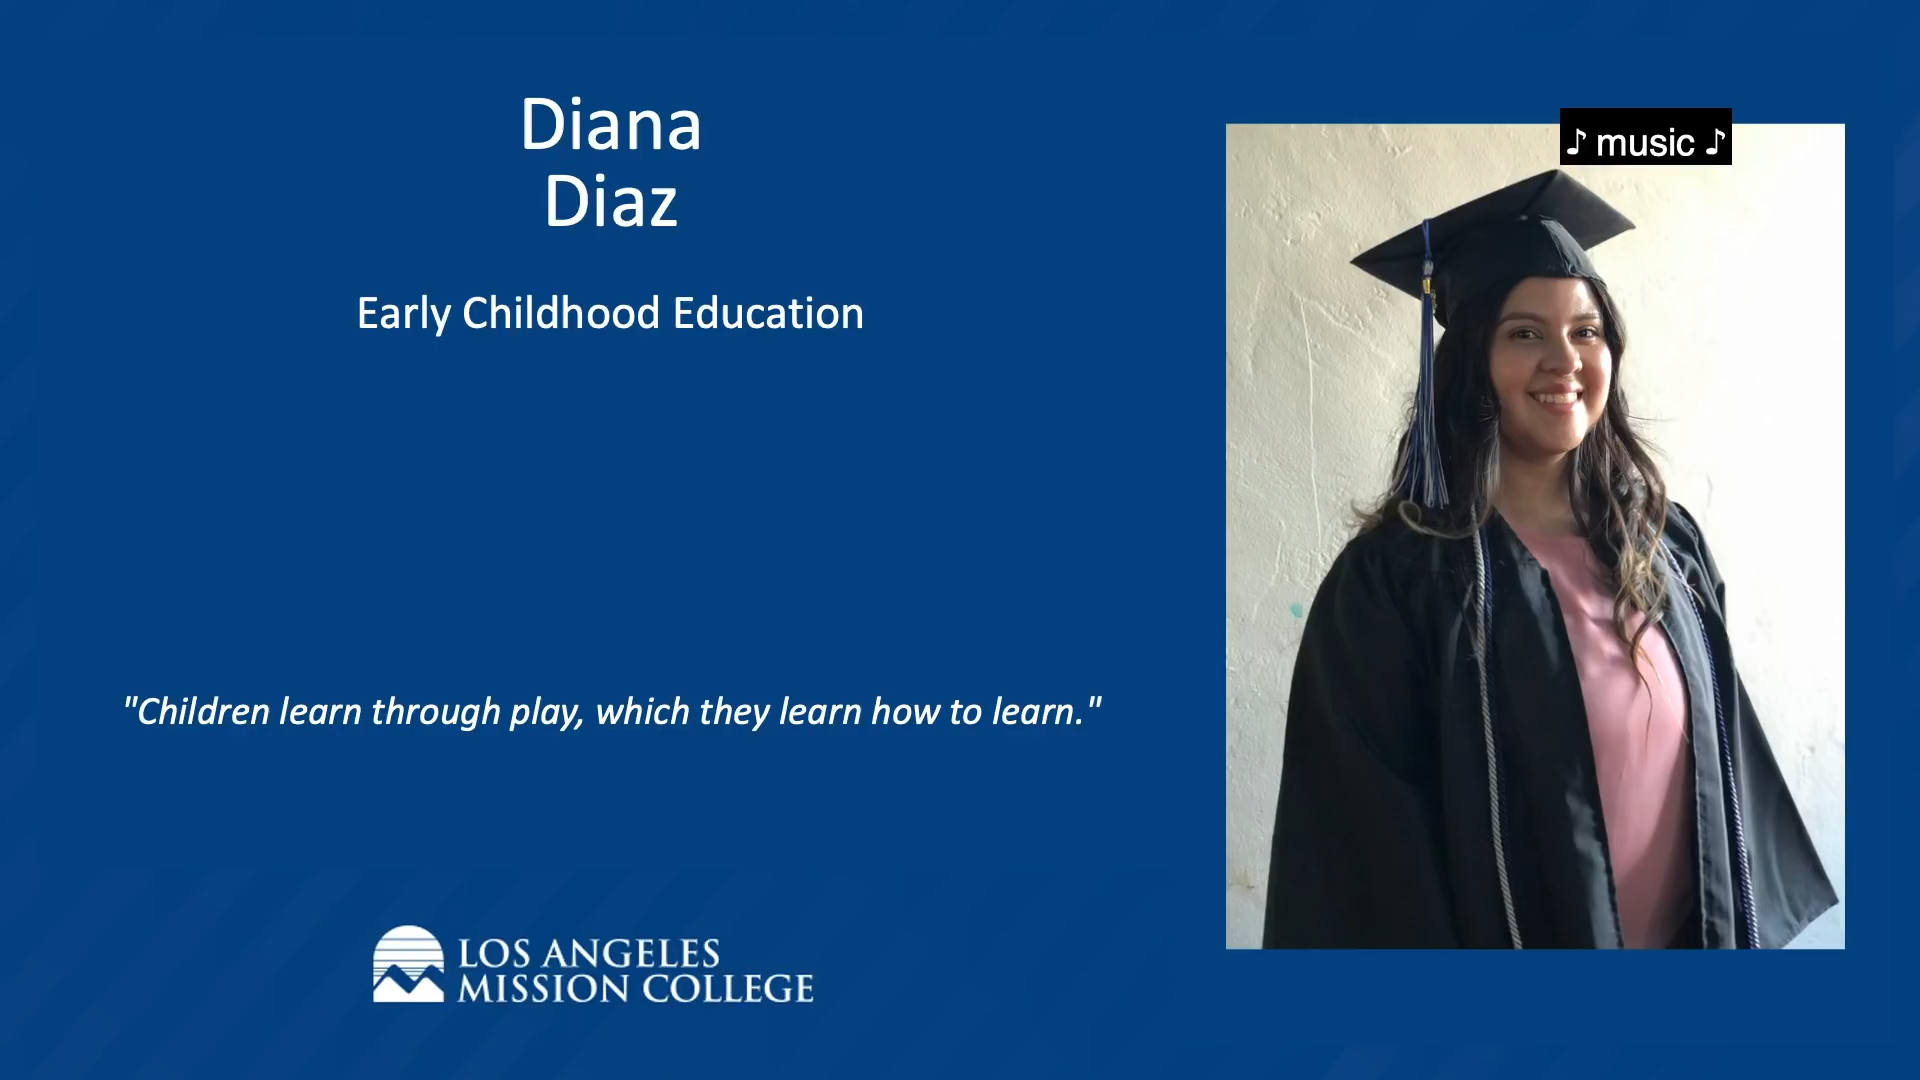 Diana
Diaz
Early Childhood Education
"Children learn through play, which they learn how to learn."
LOS ANGELES
MISSION COLLEGE
♪ music ♪